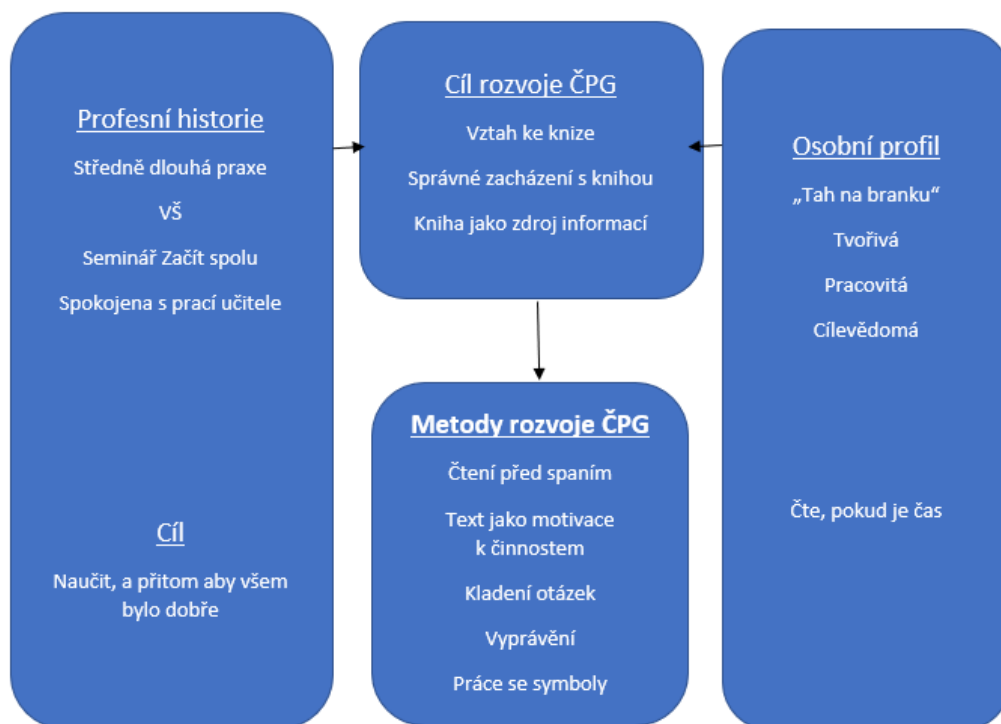 Profesní historie
Středně dlouhá praxe
VŠ
Seminář Začít spolu
Spokojena s prací učitele
Cíl
Naučit, a přitom aby všem
bylo dobře
Cíl rozvoje ČPG
Vztah ke knize
Správné zacházení s knihou
Kniha jako zdroj informací
Metody rozvoje ČPG
Čtení před spaním
Text jako motivace
k činnostem
Kladení otázek
Vyprávění
Práce se symboly
Osobní profil
„Tah na branku“
Tvořivá
Pracovitá
Cílevědomá
Čte, pokud je čas